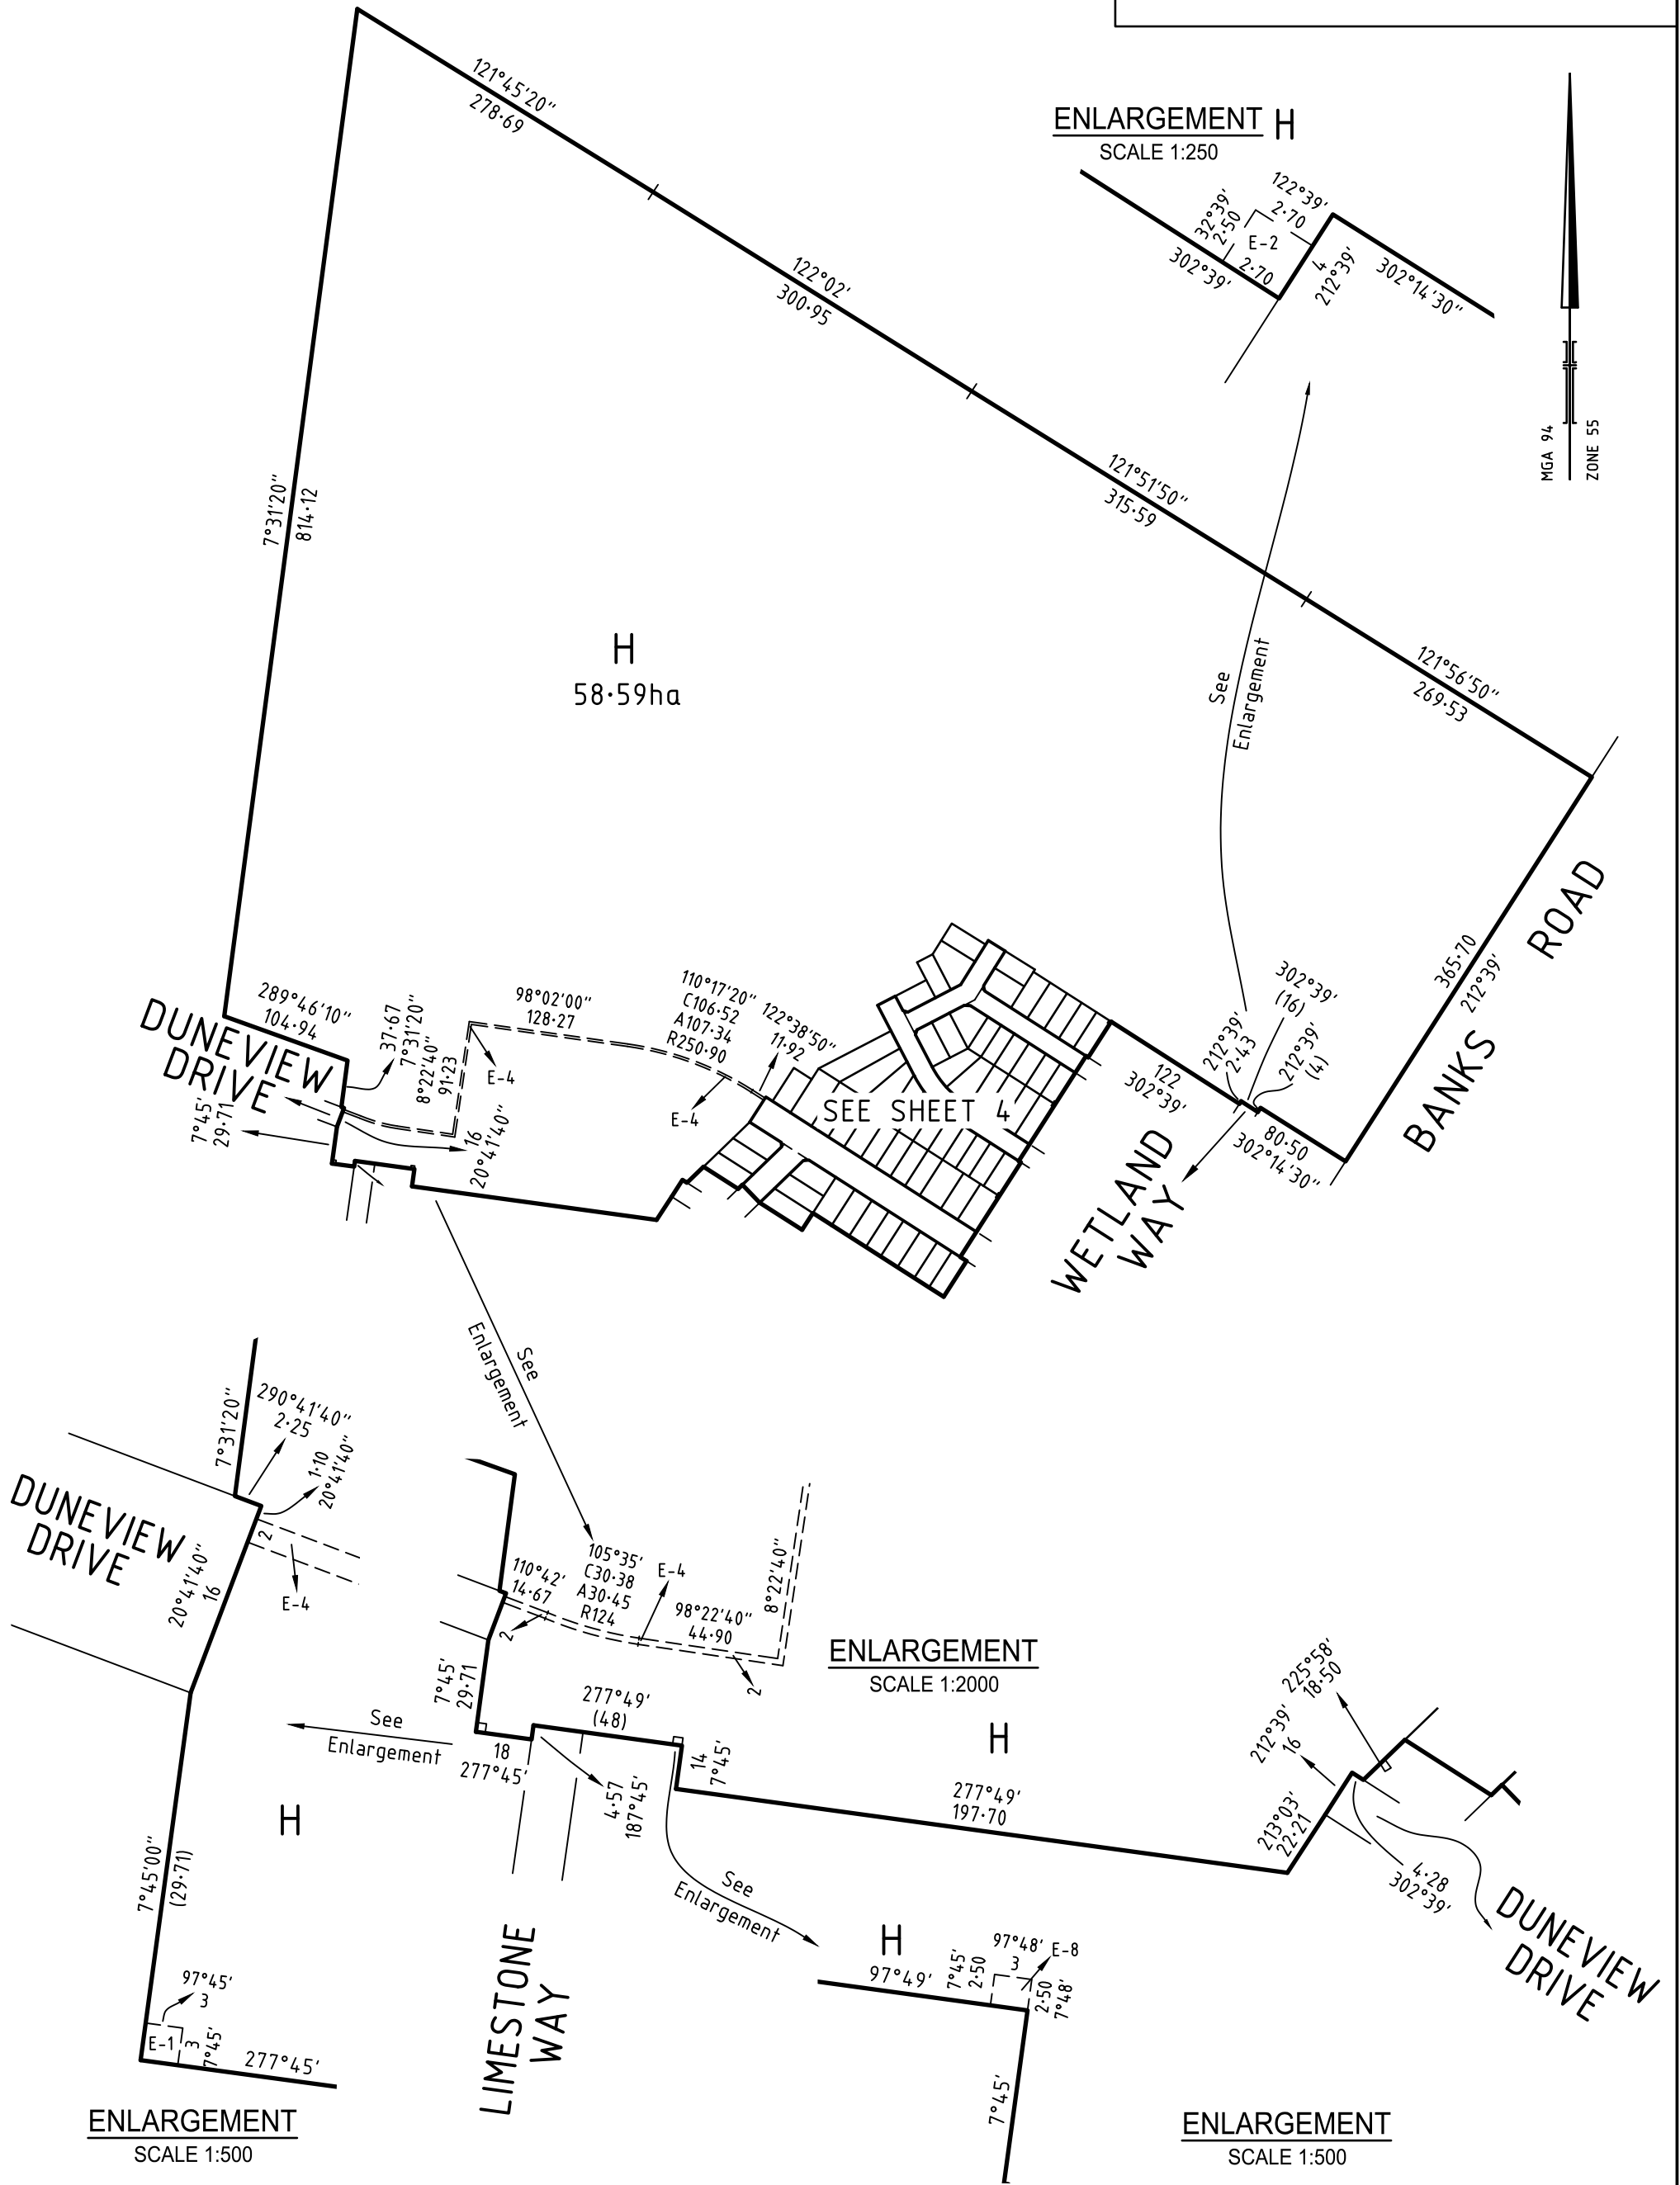 121°45'20"
278·69
ENLARGEMENT H
SCALE 1:250
122°39'
2·70
32°39'
2·50
E-2
2·70
302°39'
4
212°39'
302°14'30"
MGA 94
ZONE 55
122°02'
300·95
121°51'50"
315·59
7°31'20"
814·12
H
58·59ha
See
Enlargement
121°56'50"
269·53
365·70
212°39'
BANKS ROAD
289°46'10"
104·94
DUNEVIEW
DRIVE
37·67
7°31'20"
8°22'40"
91·23
98°02'00"
128·27
E-4
110°17'20"
C106·52
A107·34
R250·90
122°38'50"
11·92
E-4
7°45'
29·71
16
20°41'40"
SEE SHEET 4
122
302°39'
212°39'
2·43
302°39'
(16)
212°39'
(4)
80·50
302°14'30"
WETLAND
WAY
See
Enlargement
7°31'20"
290°41'40"
2·25
1·10
20°41'40"
DUNEVIEW
DRIVE
2
E-4
20°41'40"
16
7°45'00"
(29·71)
H
97°45'
3
E-1
3
7°45'
277°45'
ENLARGEMENT
SCALE 1:500
110°42'
14·67
105°35'
C30·38
A30·45
R124
E-4
98°22'40"
44·90
8°22'40"
2
2
ENLARGEMENT
SCALE 1:2000
7°45'
29·71
See
Enlargement
277°49'
(48)
18
277°45'
4·57
187°45'
14
7°45'
H
277°49'
197·70
225°58'
18·50
212°39'
16
213°03'
22·21
4·28
302°39'
DUNEVIEW
DRIVE
LIMESTONE
WAY
See
Enlargement
H
97°49'
7°45'
2·50
97°48'
3
E-8
2·50
7°48'
7°45'
ENLARGEMENT
SCALE 1:500